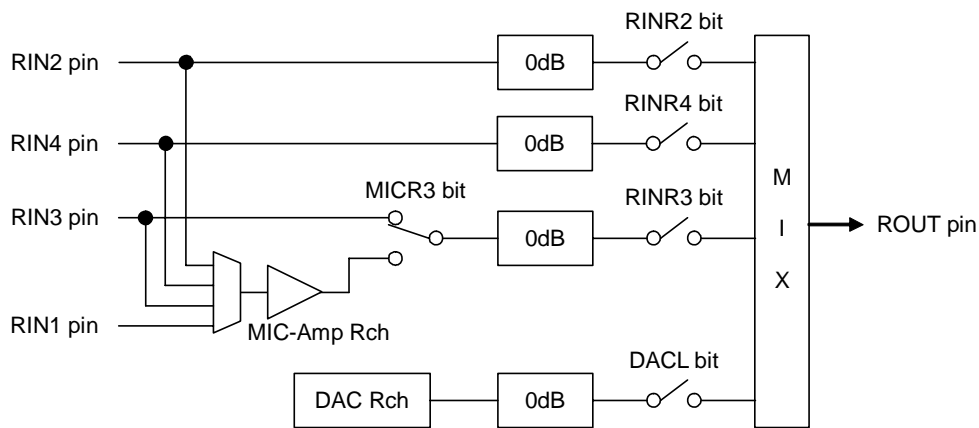 RINR2 bit
RIN2 pin
0dB
RINR4 bit
RIN4 pin
0dB
MICR3 bit
RINR3 bit
RIN3 pin
0dB
M
I
X
ROUT pin
RIN1 pin
MIC-Amp Rch
DACL bit
DAC Rch
0dB